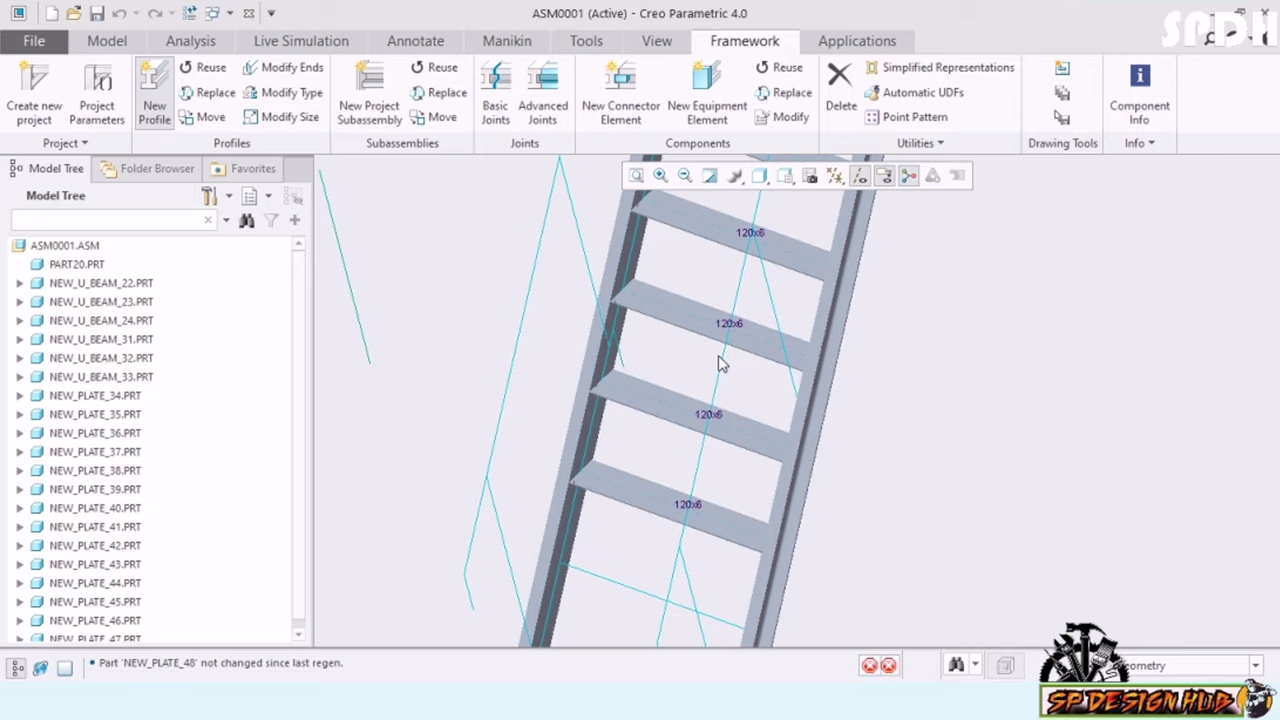 ASM0001 (Active) - Creo Parametric 4.0
SPDH
File Model Analysis Live Simulation Annotate Manikin Tools View Framework Applications
Create new project
Project Parameters
New Profile
Reuse
Replace
Move
Modify Ends
Modify Type
Modify Size
New Project Subassembly
Reuse
Replace
Move
Basic Joints
Advanced Joints
New Connector Element
New Equipment Element
Reuse
Replace
Modify
Delete
Simplified Representations
Automatic UDFs
Point Pattern
Component Info
Project Profiles Subassemblies Joints Components Utilities Drawing Tools Info
Model Tree Folder Browser Favorites
Model Tree
ASM0001.ASM
PART20.PRT
NEW_U_BEAM_22.PRT
NEW_U_BEAM_23.PRT
NEW_U_BEAM_24.PRT
NEW_U_BEAM_31.PRT
NEW_U_BEAM_32.PRT
NEW_U_BEAM_33.PRT
NEW_PLATE_34.PRT
NEW_PLATE_35.PRT
NEW_PLATE_36.PRT
NEW_PLATE_37.PRT
NEW_PLATE_38.PRT
NEW_PLATE_39.PRT
NEW_PLATE_40.PRT
NEW_PLATE_41.PRT
NEW_PLATE_42.PRT
NEW_PLATE_43.PRT
NEW_PLATE_44.PRT
NEW_PLATE_45.PRT
NEW_PLATE_46.PRT
NEW_PLATE_47.PRT
120x6
120x6
120x6
120x6
Part 'NEW_PLATE_48' not changed since last regen.
SP DESIGN HUB